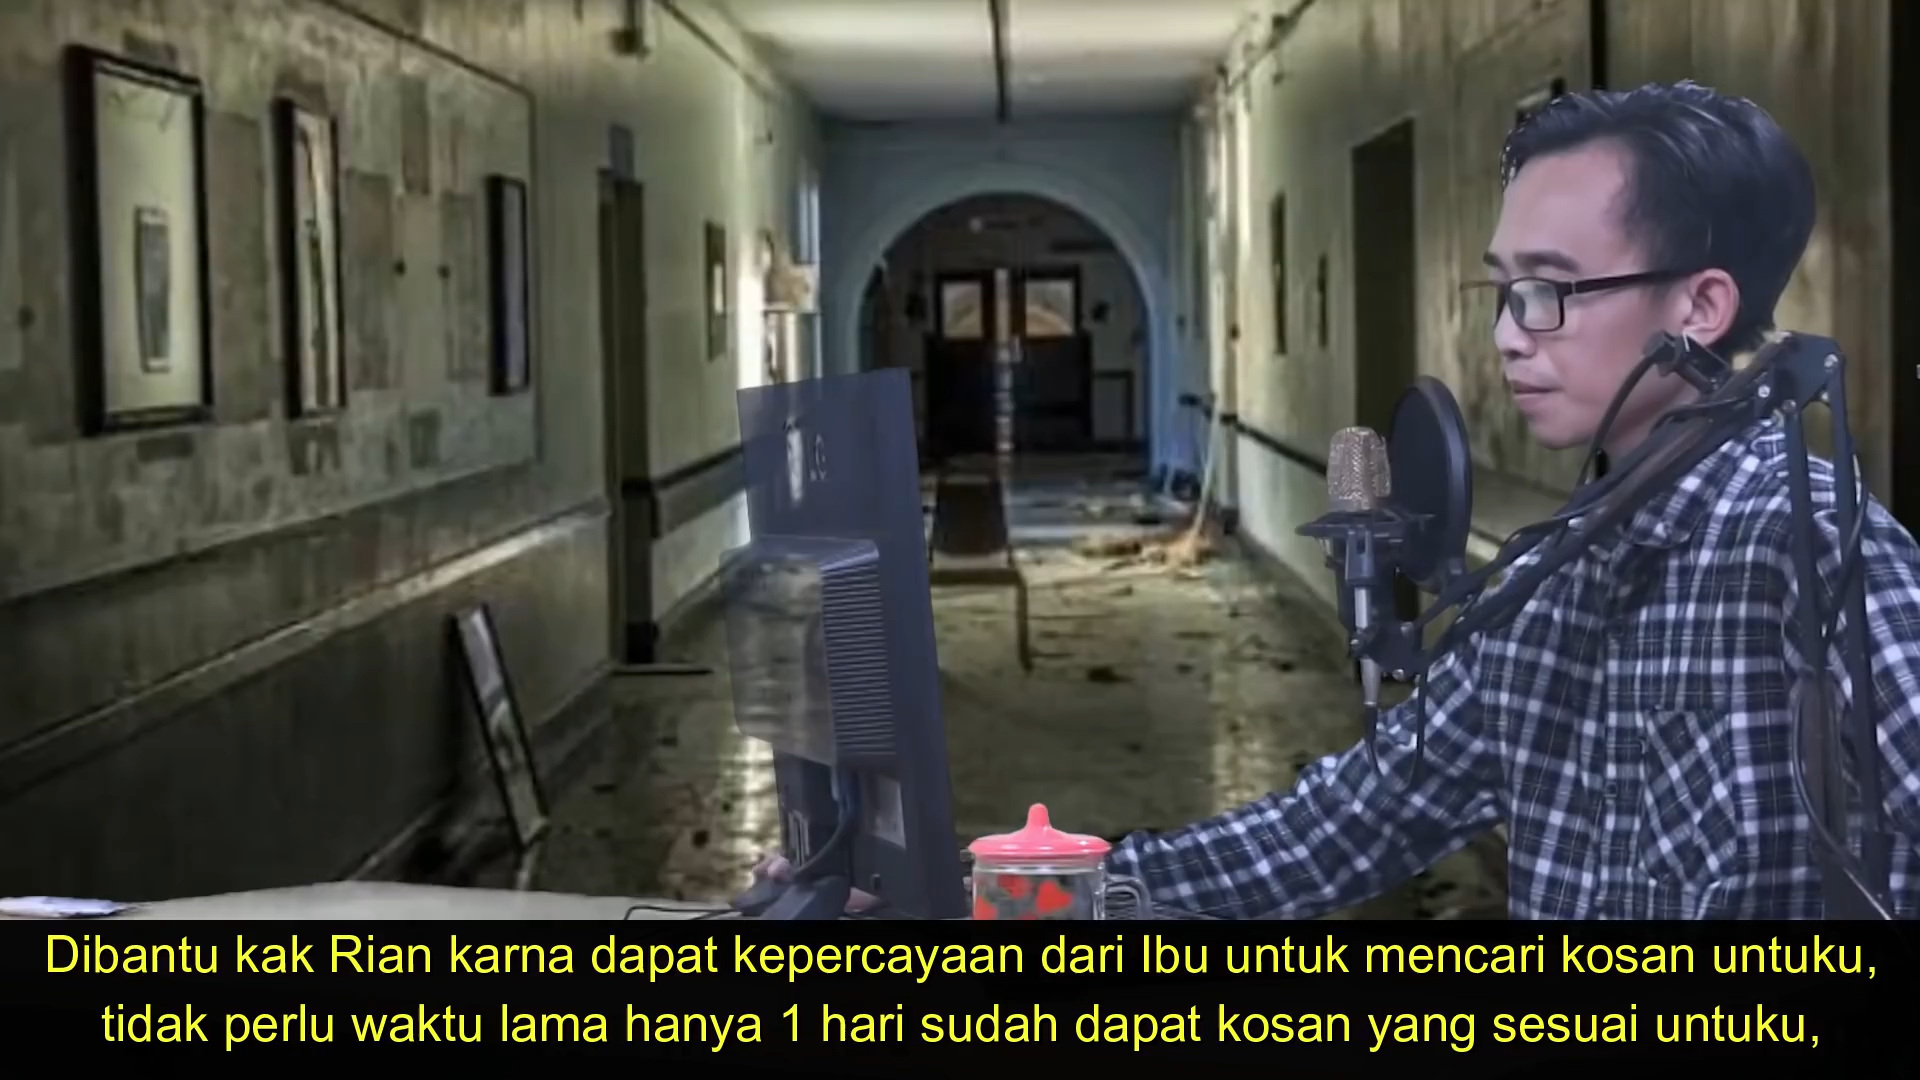 Dibantu kak Rian karna dapat kepercayaan dari Ibu untuk mencari kosan untuku,
tidak perlu waktu lama hanya 1 hari sudah dapat kosan yang sesuai untuku,